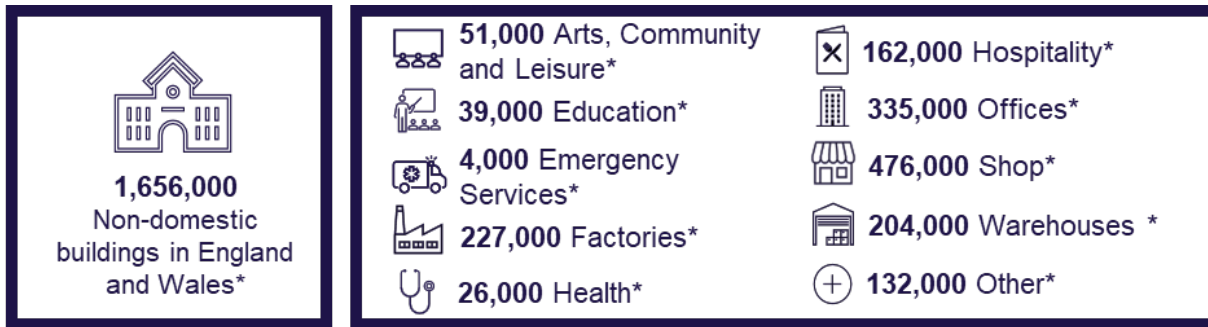 1,656,000
Non-domestic
buildings in England
and Wales*
51,000 Arts, Community
and Leisure*
39,000 Education*
4,000 Emergency
Services*
227,000 Factories*
26,000 Health*
162,000 Hospitality*
335,000 Offices*
476,000 Shop*
204,000 Warehouses *
132,000 Other*